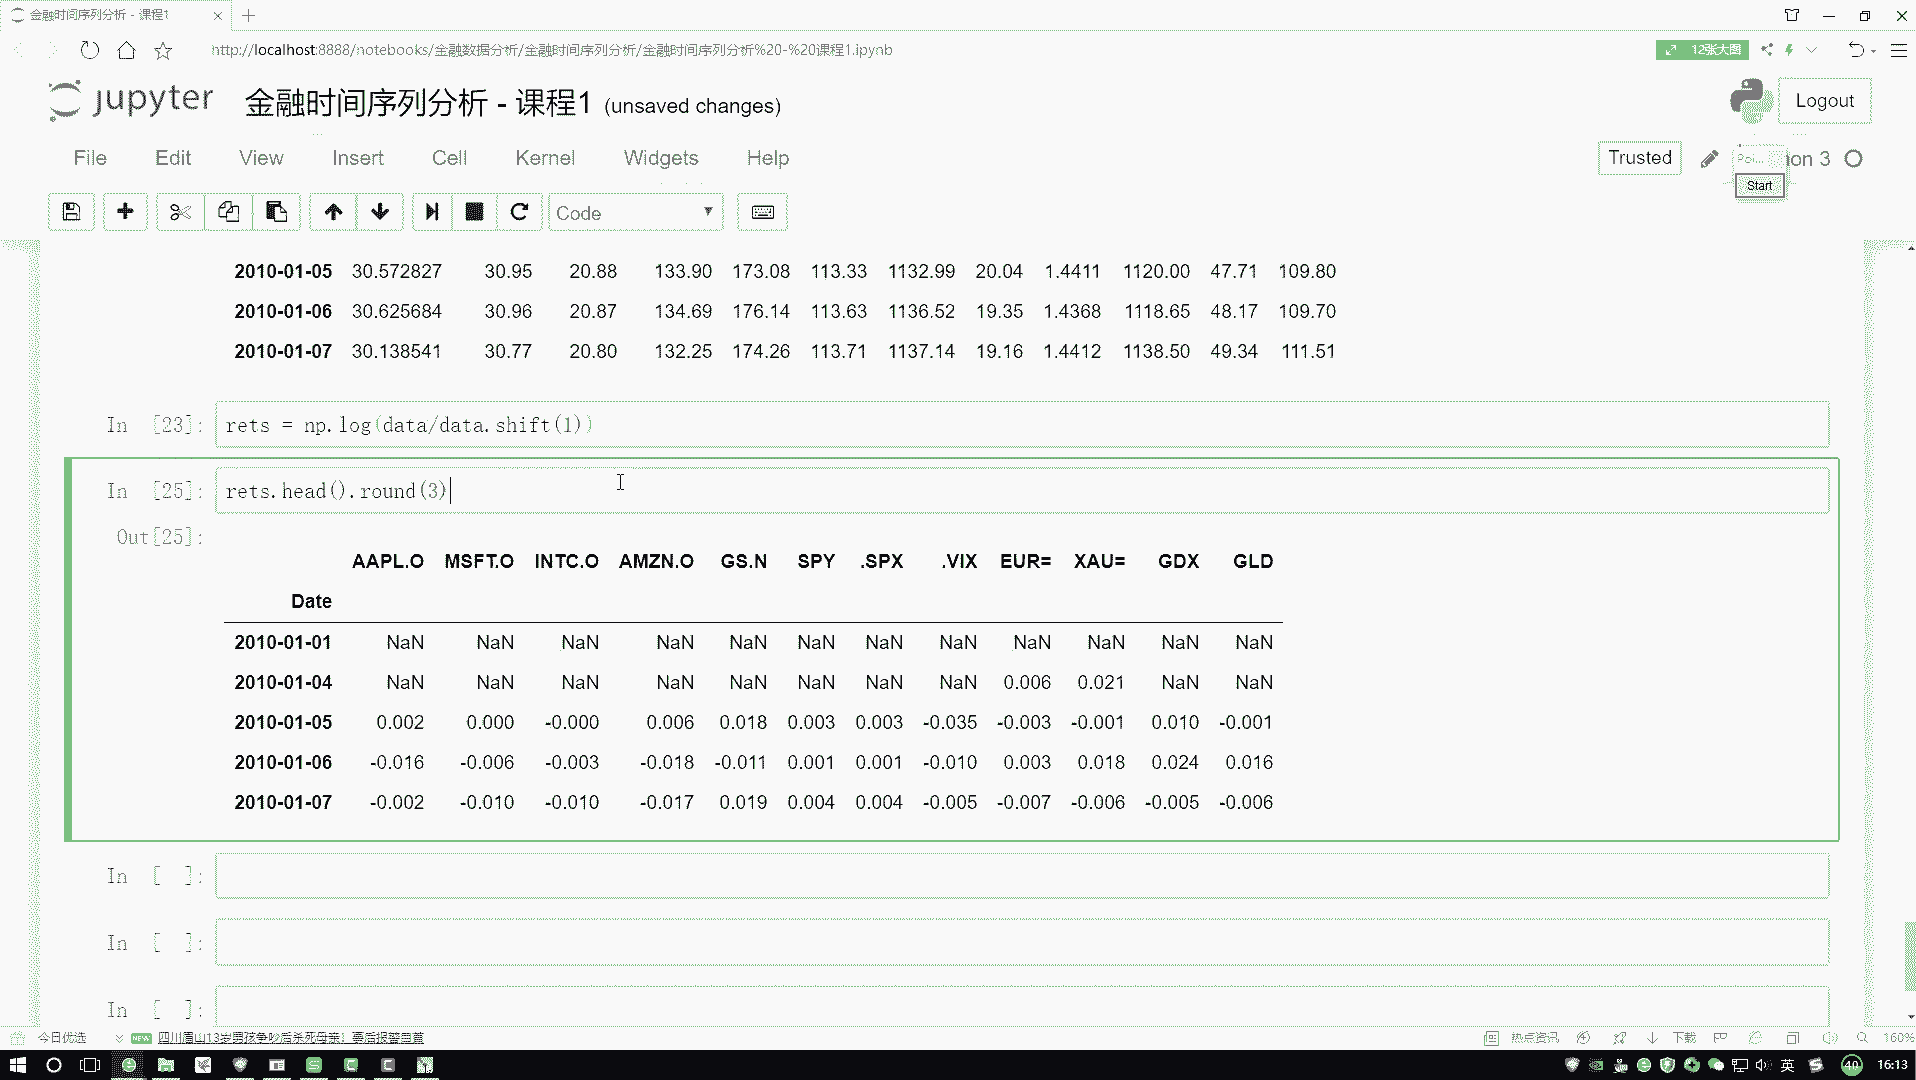 金融时间序列分析 - 课程1
http://localhost:8888/notebooks/金融数据分析/金融时间序列分析/金融时间序列分析%20-%20课程1.ipynb
12张大图
jupyter 金融时间序列分析 - 课程1 (unsaved changes)
Logout
File Edit View Insert Cell Kernel Widgets Help
Trusted
Poi... hon 3
Start
Code
2010-01-05 30.572827 30.95 20.88 133.90 173.08 113.33 1132.99 20.04 1.4411 1120.00 47.71 109.80
2010-01-06 30.625684 30.96 20.87 134.69 176.14 113.63 1136.52 19.35 1.4368 1118.65 48.17 109.70
2010-01-07 30.138541 30.77 20.80 132.25 174.26 113.71 1137.14 19.16 1.4412 1138.50 49.34 111.51
In [23]: rets = np.log(data/data.shift(1))
In [25]: rets.head().round(3)
Out[25]:
AAPL.O MSFT.O INTC.O AMZN.O GS.N SPY .SPX .VIX EUR= XAU= GDX GLD
Date
2010-01-01 NaN NaN NaN NaN NaN NaN NaN NaN NaN NaN NaN NaN
2010-01-04 NaN NaN NaN NaN NaN NaN NaN NaN 0.006 0.021 NaN NaN
2010-01-05 0.002 0.000 -0.000 0.006 0.018 0.003 0.003 -0.035 -0.003 -0.001 0.010 -0.001
2010-01-06 -0.016 -0.006 -0.003 -0.018 -0.011 0.001 0.001 -0.010 0.003 0.018 0.024 0.016
2010-01-07 -0.002 -0.010 -0.010 -0.017 0.019 0.004 0.004 -0.005 -0.007 -0.006 -0.005 -0.006
In [ ]:
In [ ]:
In [ ]:
今日优选
NEW 四川眉山13岁男孩争吵后杀死母亲！事后报警自首
热点资讯
下载
160%
英
40
16:13